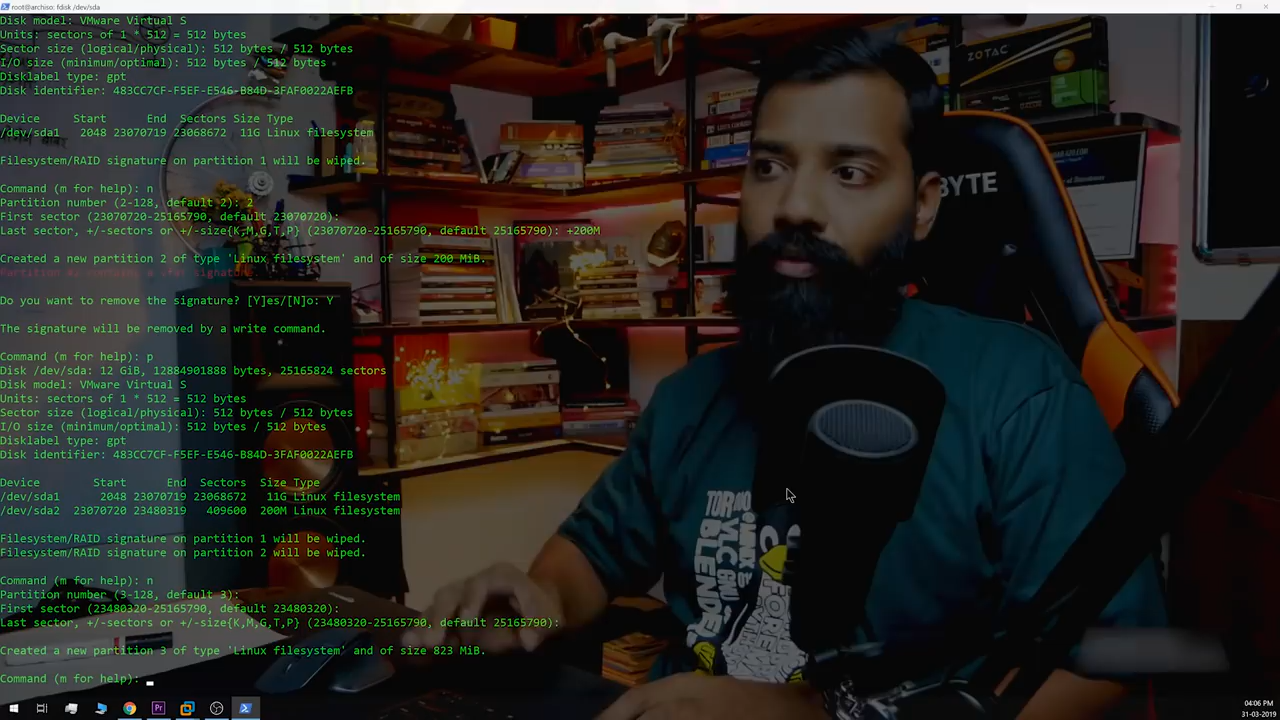 root@archiso: fdisk /dev/sda
Disk model: VMware Virtual S
Units: sectors of 1 * 512 = 512 bytes
Sector size (logical/physical): 512 bytes / 512 bytes
I/O size (minimum/optimal): 512 bytes / 512 bytes
Disklabel type: gpt
Disk identifier: 483CC7CF-F5EF-E546-B84D-3FAF0022AEFB
Device Start End Sectors Size Type
/dev/sda1 2048 23070719 23068672 11G Linux filesystem
Filesystem/RAID signature on partition 1 will be wiped.
Command (m for help): n
Partition number (2-128, default 2): 2
First sector (23070720-25165790, default 23070720):
Last sector, +/-sectors or +/-size{K,M,G,T,P} (23070720-25165790, default 25165790): +200M
Created a new partition 2 of type 'Linux filesystem' and of size 200 MiB.
Partition #2 contains a vfat signature.
Do you want to remove the signature? [Y]es/[N]o: Y
The signature will be removed by a write command.
Command (m for help): p
Disk /dev/sda: 12 GiB, 12884901888 bytes, 25165824 sectors
Disk model: VMware Virtual S
Units: sectors of 1 * 512 = 512 bytes
Sector size (logical/physical): 512 bytes / 512 bytes
I/O size (minimum/optimal): 512 bytes / 512 bytes
Disklabel type: gpt
Disk identifier: 483CC7CF-F5EF-E546-B84D-3FAF0022AEFB
Device Start End Sectors Size Type
/dev/sda1 2048 23070719 23068672 11G Linux filesystem
/dev/sda2 23070720 23480319 409600 200M Linux filesystem
Filesystem/RAID signature on partition 1 will be wiped.
Filesystem/RAID signature on partition 2 will be wiped.
Command (m for help): n
Partition number (3-128, default 3):
First sector (23480320-25165790, default 23480320):
Last sector, +/-sectors or +/-size{K,M,G,T,P} (23480320-25165790, default 25165790):
Created a new partition 3 of type 'Linux filesystem' and of size 823 MiB.
Command (m for help):
ZOTAC
BYTE
VLC
BLENDER
Pr
04:06 PM
31-03-2019